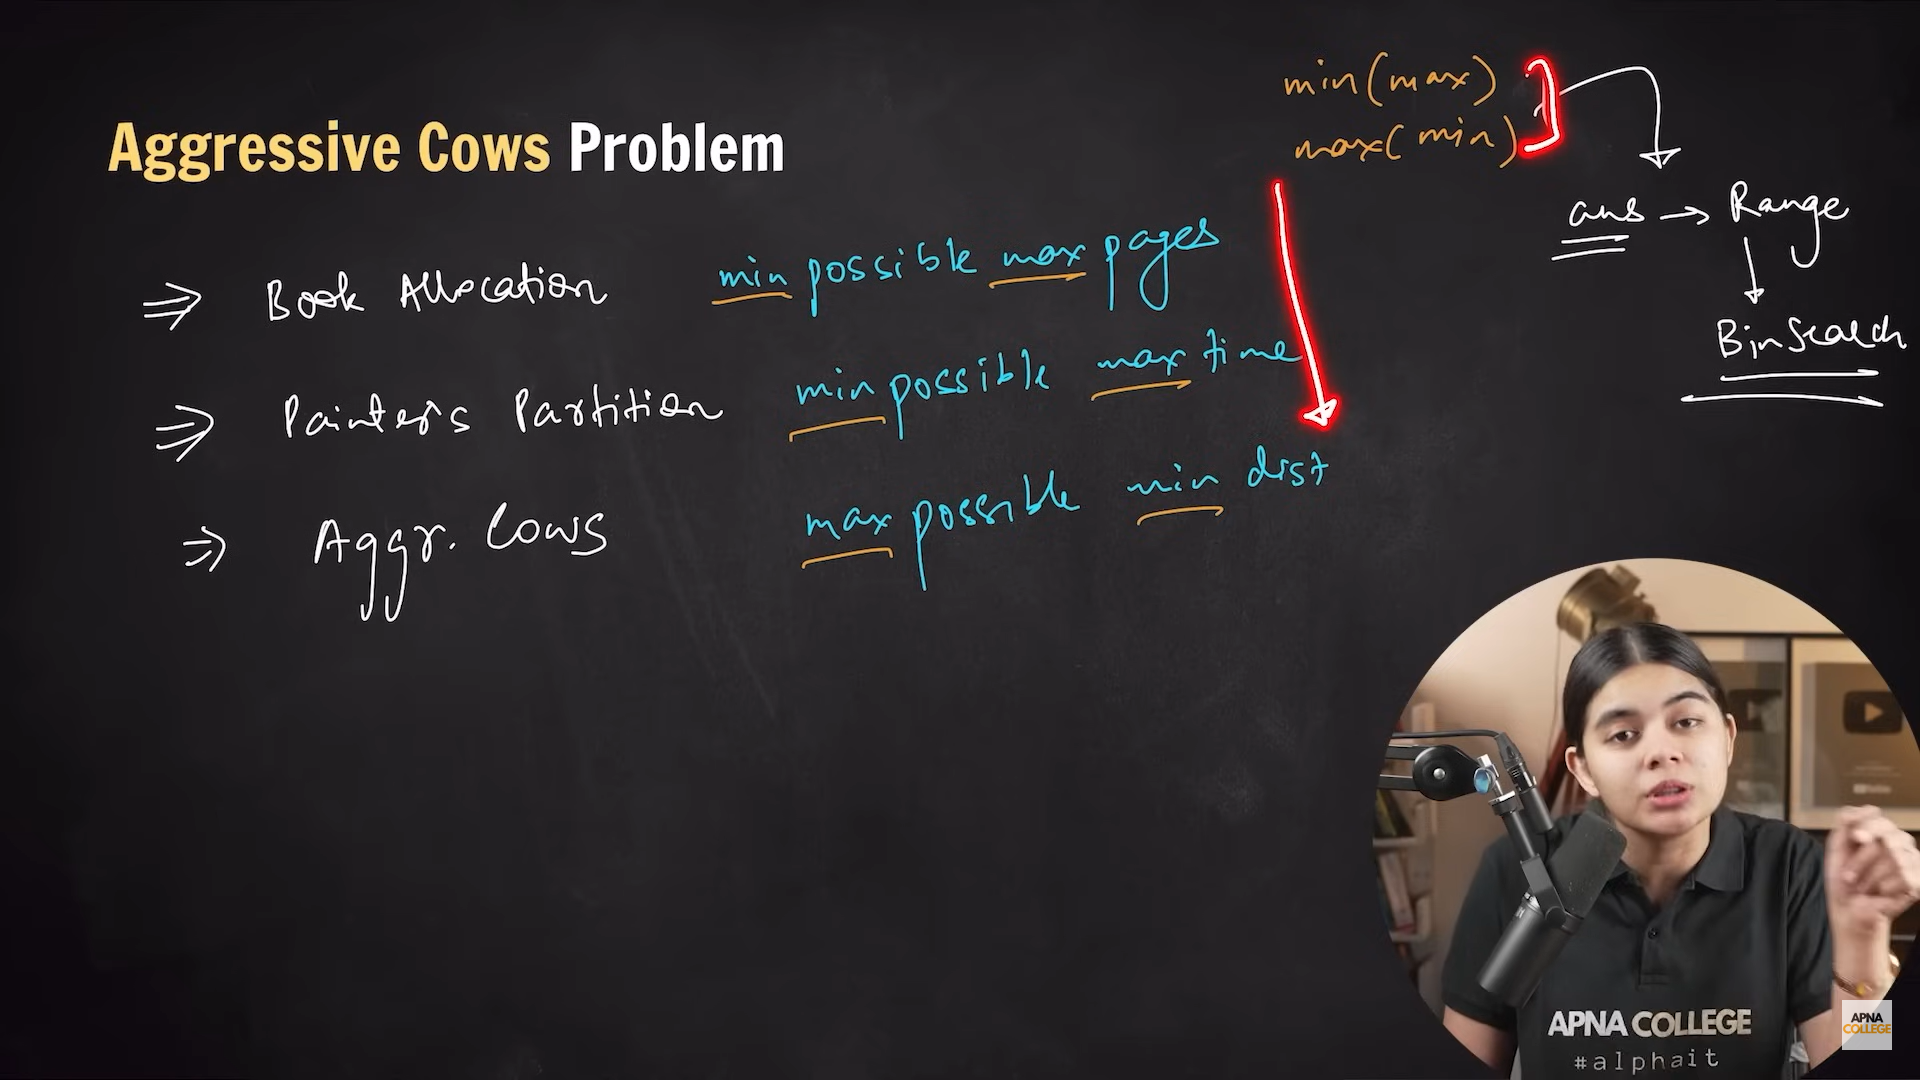 Aggressive Cows Problem
min(max)
max(min)
ans → Range
BinSearch
⇒ Book Allocation min possible max pages
⇒ Painter's Partition min possible max time
⇒ Aggr. Cows max possible min dist
APNA COLLEGE
#alphait
APNA
COLLEGE